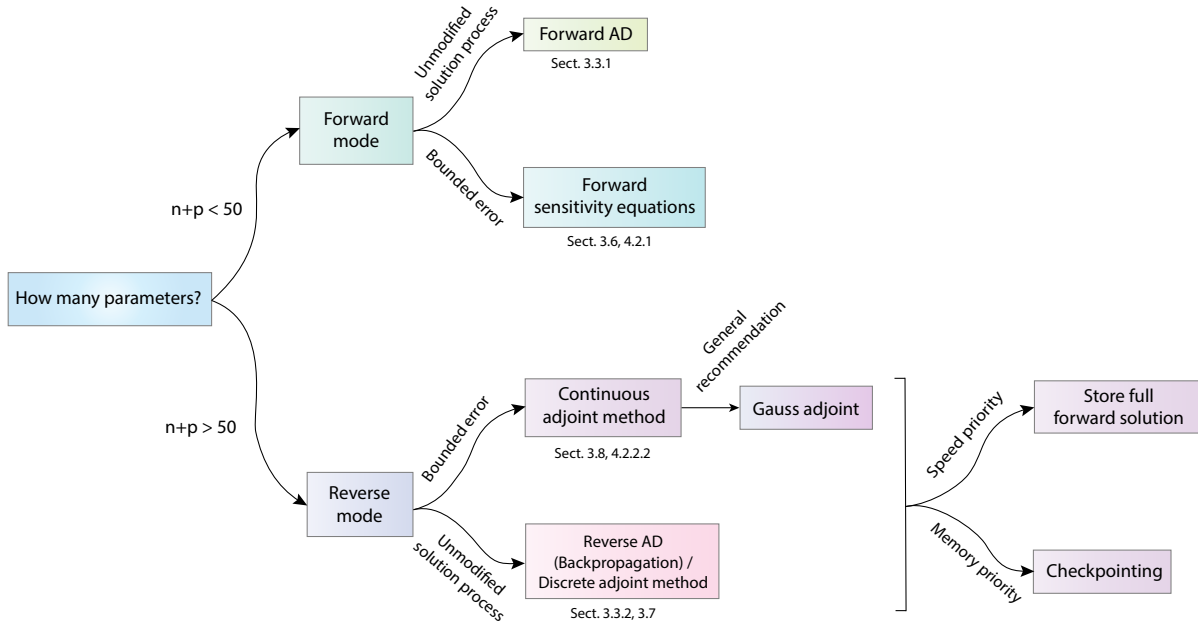 How many parameters?
n+p < 50
Forward
mode
Unmodified
solution process
Forward AD
Sect. 3.3.1
Bounded error
Forward
sensitivity equations
Sect. 3.6, 4.2.1
n+p > 50
Reverse
mode
Bounded error
Continuous
adjoint method
Sect. 3.8, 4.2.2.2
General
recommendation
Gauss adjoint
Unmodified
solution process
Reverse AD
(Backpropagation) /
Discrete adjoint method
Sect. 3.3.2, 3.7
Speed priority
Store full
forward solution
Memory priority
Checkpointing